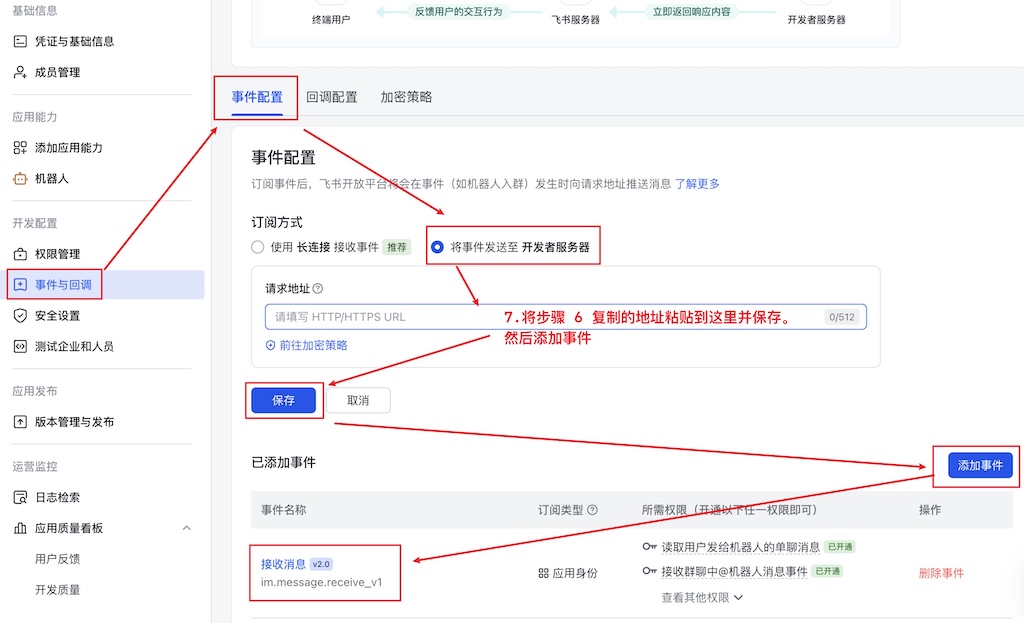 基础信息
凭证与基础信息
成员管理
应用能力
添加应用能力
机器人
开发配置
权限管理
事件与回调
安全设置
测试企业和人员
应用发布
版本管理与发布
运营监控
日志检索
应用质量看板
用户反馈
开发质量
终端用户
反馈用户的交互行为
飞书服务器
立即返回响应内容
开发者服务器
事件配置 回调配置 加密策略
事件配置
订阅事件后，飞书开放平台将会在事件（如机器人入群）发生时向请求地址推送消息 了解更多
订阅方式
使用 长连接 接收事件 推荐 将事件发送至 开发者服务器
请求地址
请填写 HTTP/HTTPS URL
0/512
7.将步骤 6 复制的地址粘贴到这里并保存。
然后添加事件
前往加密策略
保存 取消
已添加事件
添加事件
事件名称 订阅类型 所需权限（开通以下任一权限即可） 操作
接收消息 v2.0
im.message.receive_v1
应用身份
读取用户发给机器人的单聊消息 已开通
接收群聊中@机器人消息事件 已开通
查看其他权限
删除事件